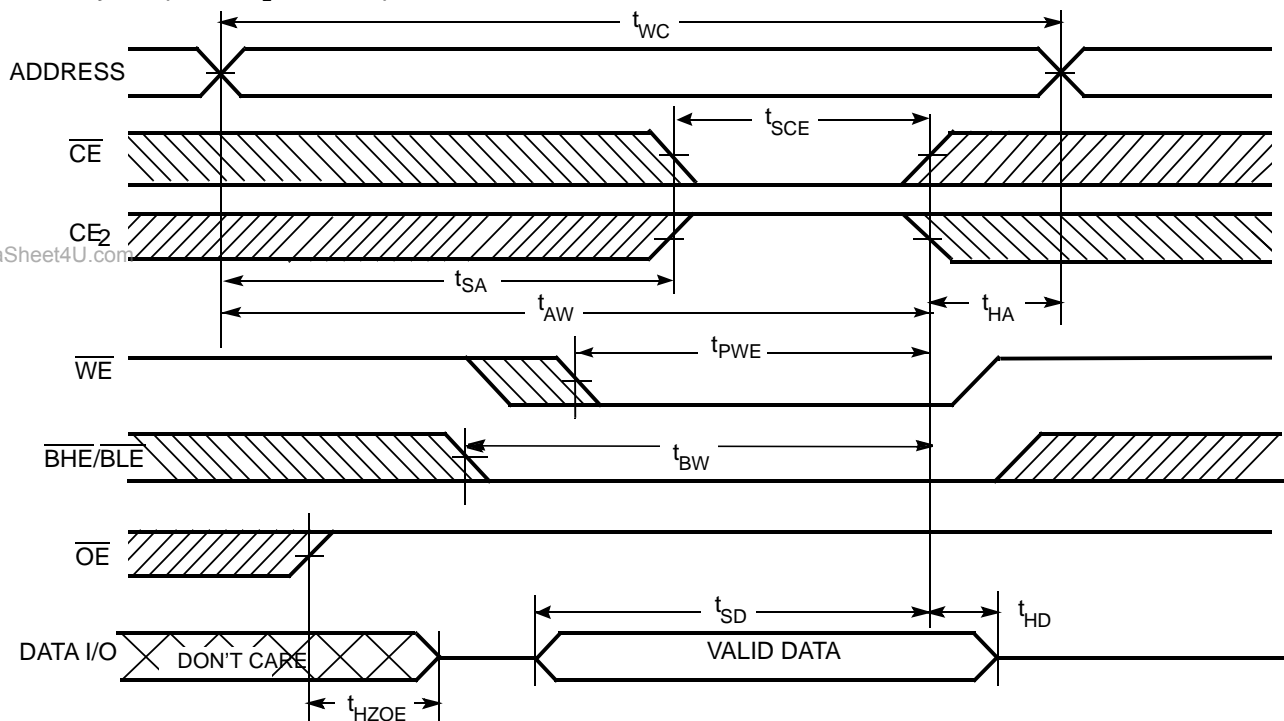 tWC
ADDRESS
tSCE
CE
CE2
aSheet4U.com
tSA
tAW
tHA
tPWE
WE
BHE/BLE
tBW
OE
tSD
tHD
DATA I/O
DON'T CARE
VALID DATA
tHZOE